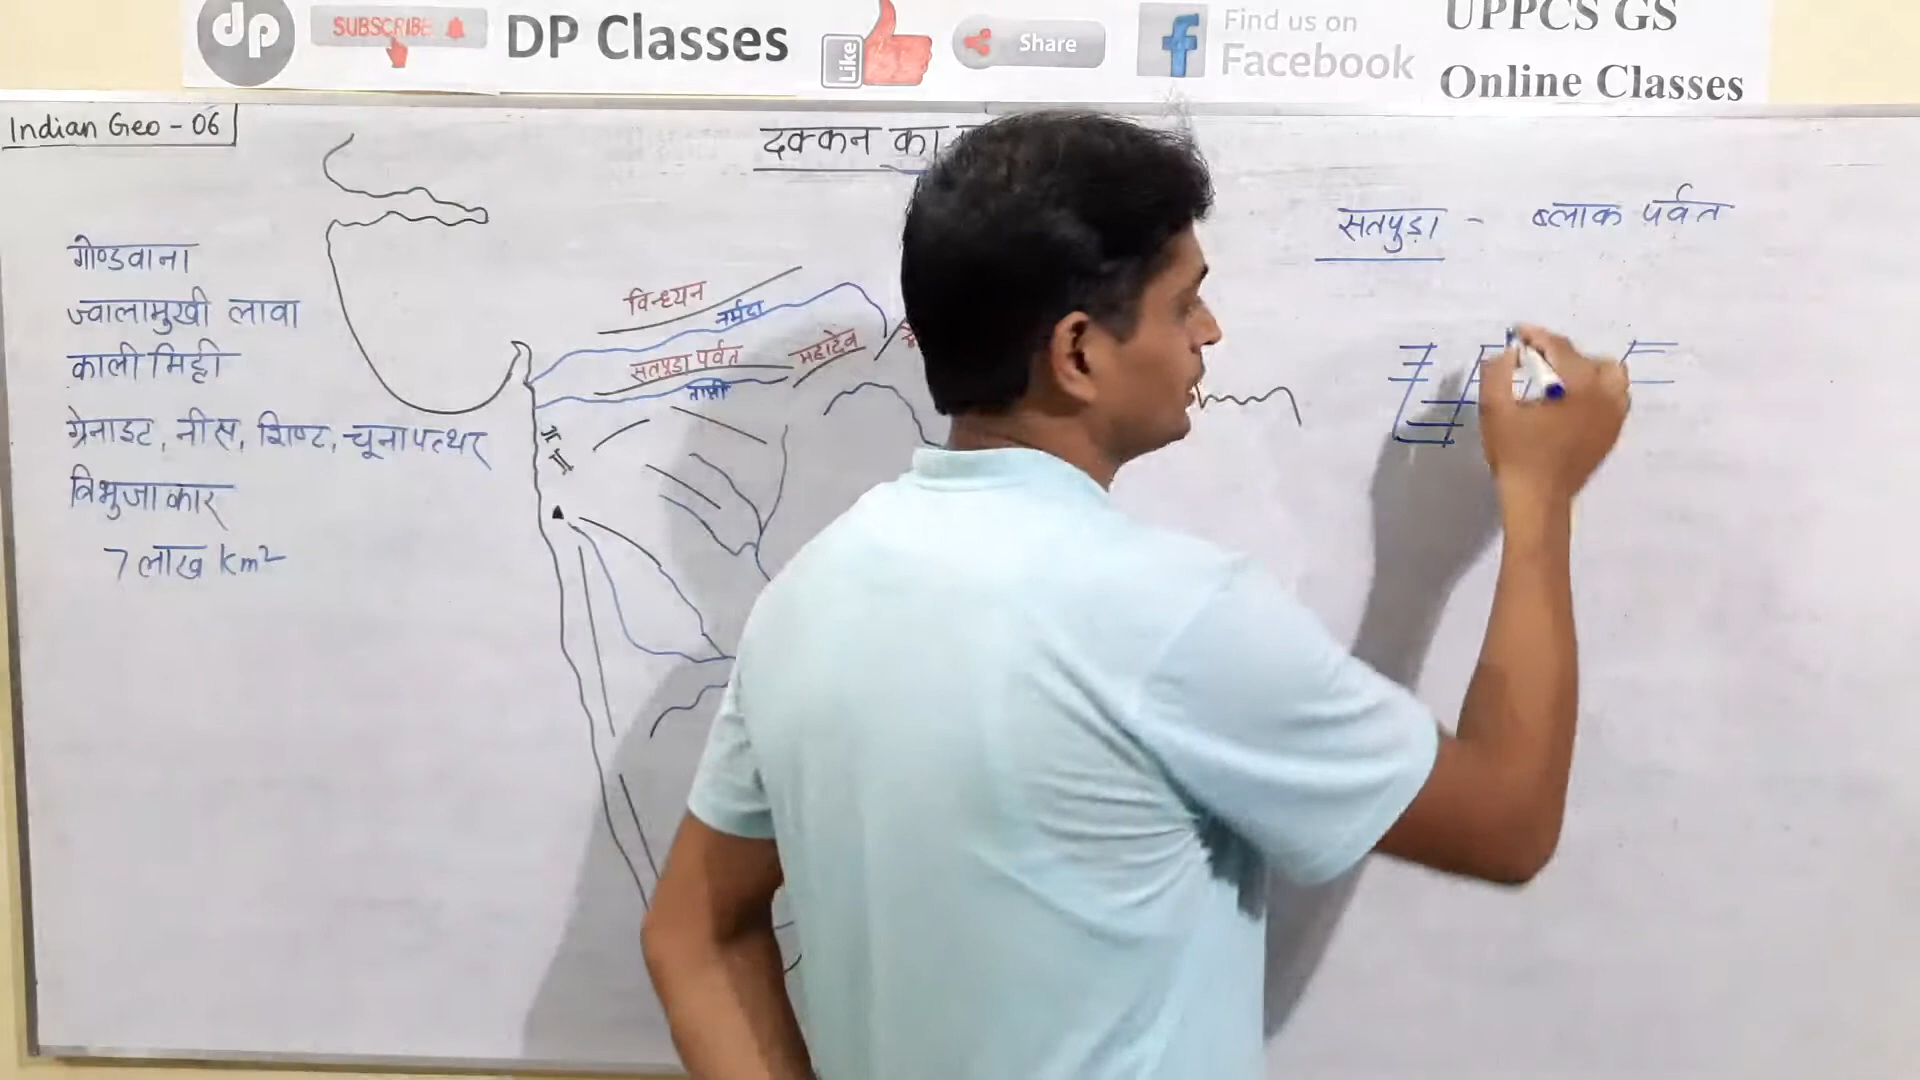 dp
SUBSCRIBE
DP Classes
Like
Share
Find us on
Facebook
UPPCS GS
Online Classes
Indian Geo - 06
दक्कन का
गोण्डवाना
ज्वालामुखी लावा
काली मिट्टी
ग्रेनाइट, नीस, शिष्ट, चूना पत्थर
त्रिभुजाकार
7 लाख Km²
विन्ध्यन
नर्मदा
सतपुड़ा पर्वत
महादेव
ताप्ती
सतपुड़ा - ब्लाक पर्वत